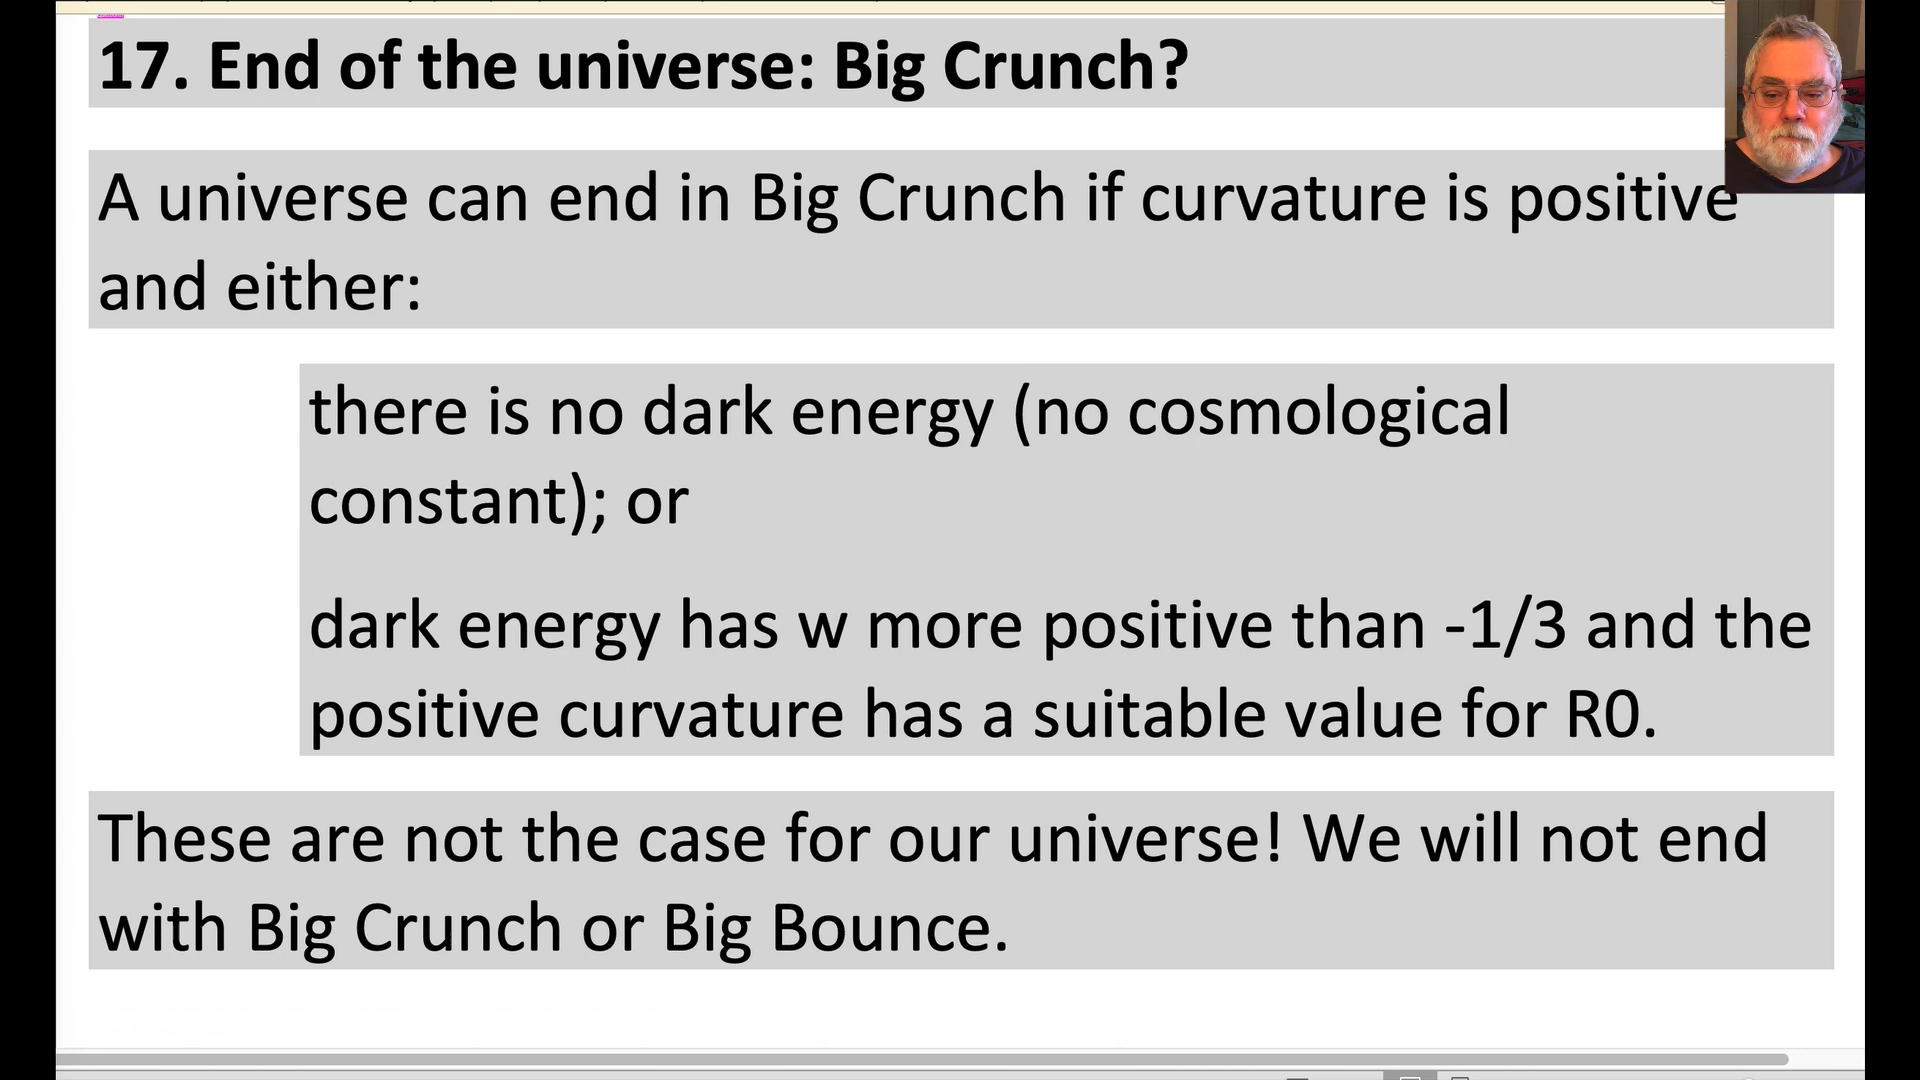 17. End of the universe: Big Crunch?
A universe can end in Big Crunch if curvature is positive
and either:
there is no dark energy (no cosmological
constant); or
dark energy has w more positive than -1/3 and the
positive curvature has a suitable value for R0.
These are not the case for our universe! We will not end
with Big Crunch or Big Bounce.